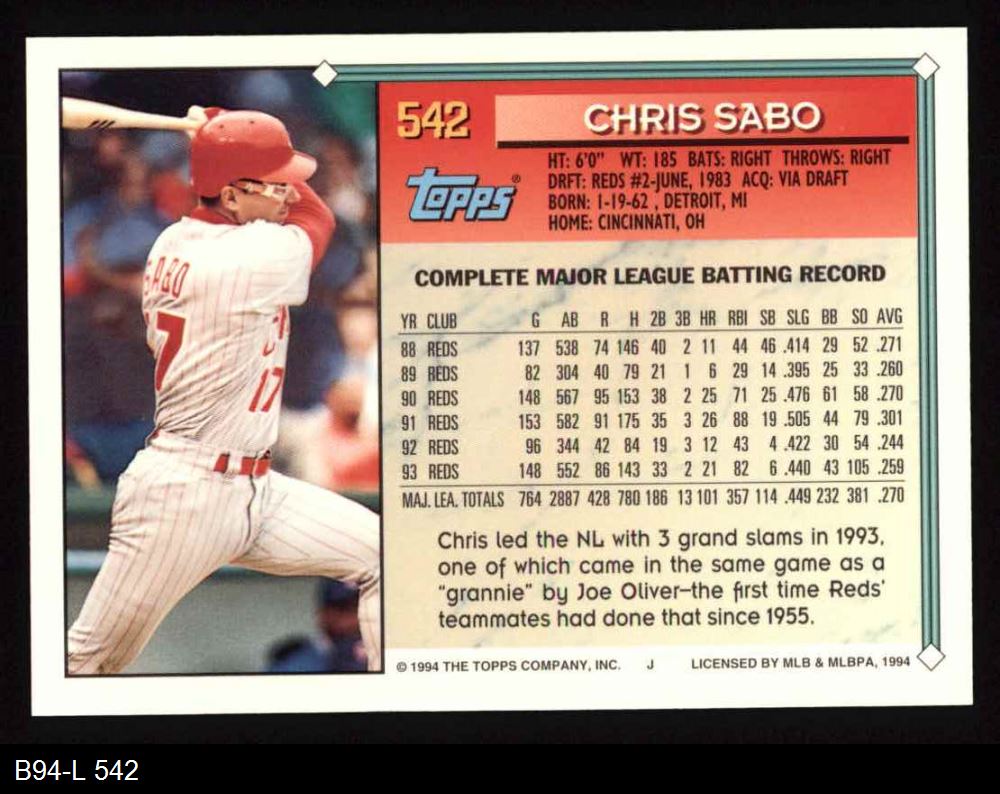 542
CHRIS SABO
TOPPS®
HT: 6'0" WT: 185 BATS: RIGHT THROWS: RIGHT
DRFT: REDS #2-JUNE, 1983 ACQ: VIA DRAFT
BORN: 1-19-62 , DETROIT, MI
HOME: CINCINNATI, OH
SABO
17
17
COMPLETE MAJOR LEAGUE BATTING RECORD
YR CLUB G AB R H 2B 3B HR RBI SB SLG BB SO AVG
88 REDS 137 538 74 146 40 2 11 44 46 .414 29 52 .271
89 REDS 82 304 40 79 21 1 6 29 14 .395 25 33 .260
90 REDS 148 567 95 153 38 2 25 71 25 .476 61 58 .270
91 REDS 153 582 91 175 35 3 26 88 19 .505 44 79 .301
92 REDS 96 344 42 84 19 3 12 43 4 .422 30 54 .244
93 REDS 148 552 86 143 33 2 21 82 6 .440 43 105 .259
MAJ. LEA. TOTALS 764 2887 428 780 186 13 101 357 114 .449 232 381 .270
Chris led the NL with 3 grand slams in 1993,
one of which came in the same game as a
"grannie" by Joe Oliver—the first time Reds'
teammates had done that since 1955.
© 1994 THE TOPPS COMPANY, INC. J LICENSED BY MLB & MLBPA, 1994
B94-L 542